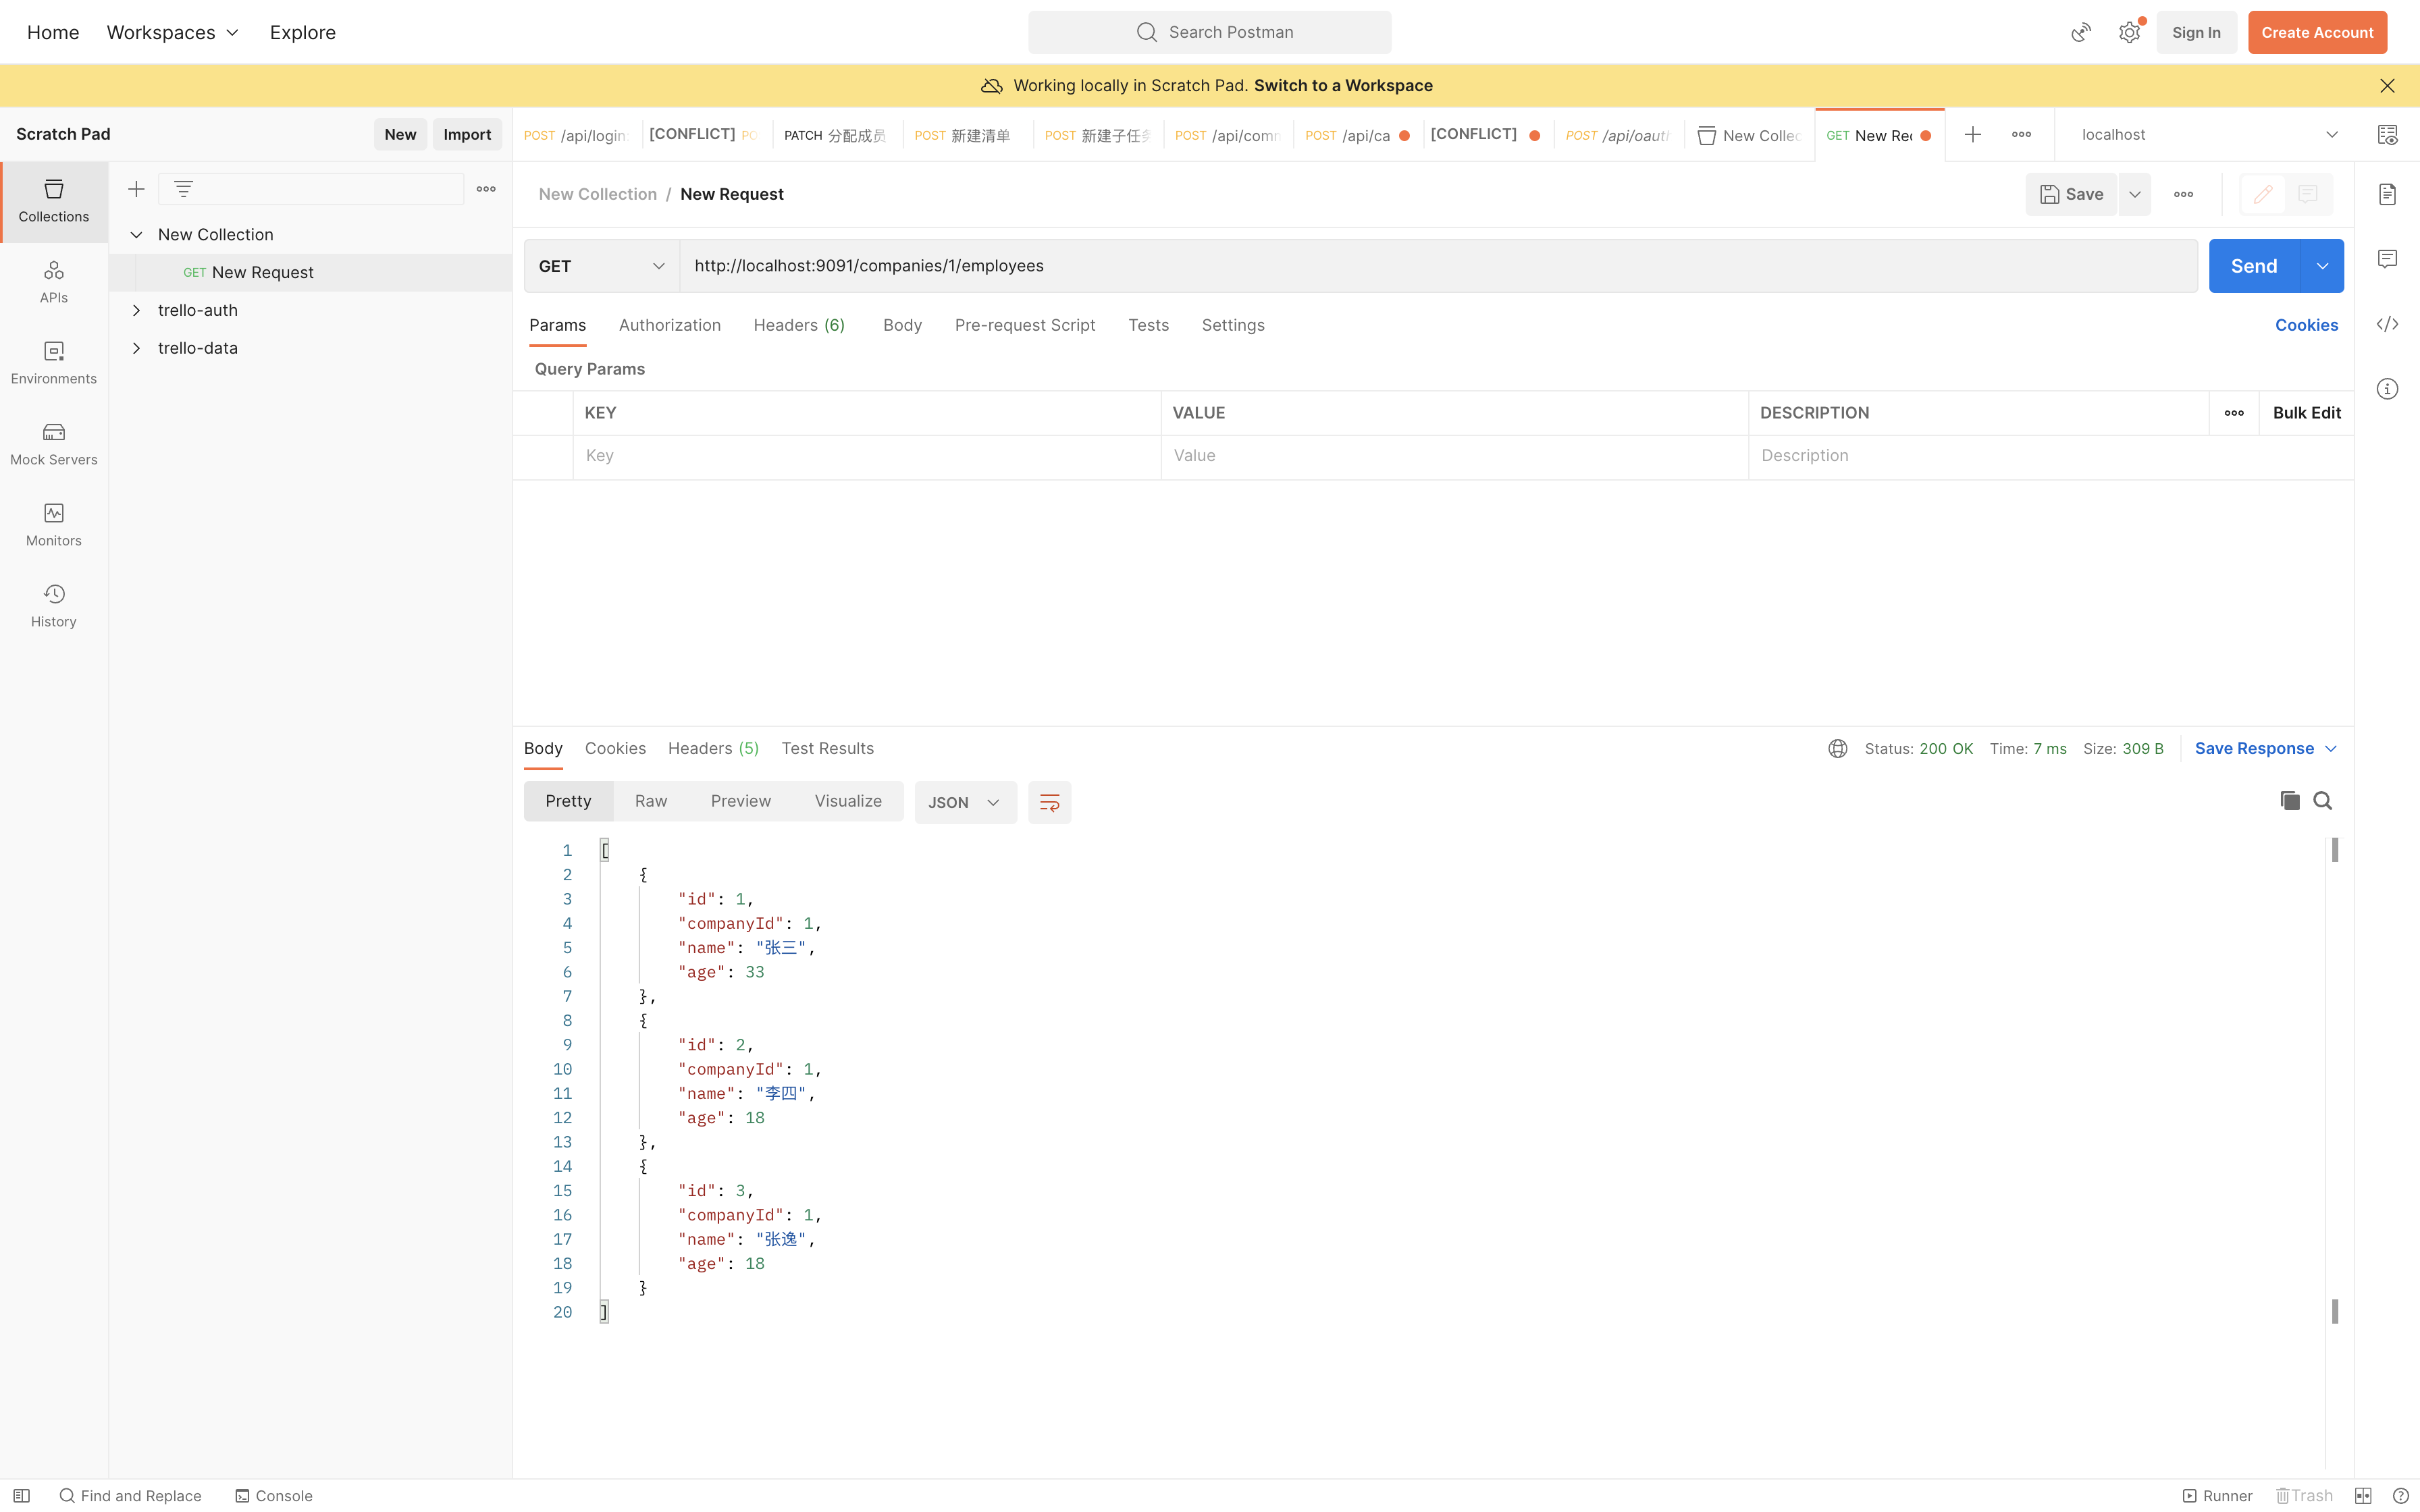 Home Workspaces Explore
Search Postman
Sign In Create Account
Working locally in Scratch Pad. Switch to a Workspace
Scratch Pad New Import
POST /api/login [CONFLICT] PO PATCH 分配成员 POST 新建清单 POST 新建子任务 POST /api/comm POST /api/ca [CONFLICT] POST /api/oaut New Collec GET New Rec localhost
Collections
APIs
Environments
Mock Servers
Monitors
History
New Collection
GET New Request
trello-auth
trello-data
New Collection / New Request
Save
GET http://localhost:9091/companies/1/employees Send
Params Authorization Headers (6) Body Pre-request Script Tests Settings Cookies
Query Params
KEY VALUE DESCRIPTION Bulk Edit
Key Value Description
Body Cookies Headers (5) Test Results Status: 200 OK Time: 7 ms Size: 309 B Save Response
Pretty Raw Preview Visualize JSON
1 [
2 {
3 "id": 1,
4 "companyId": 1,
5 "name": "张三",
6 "age": 33
7 },
8 {
9 "id": 2,
10 "companyId": 1,
11 "name": "李四",
12 "age": 18
13 },
14 {
15 "id": 3,
16 "companyId": 1,
17 "name": "张逸",
18 "age": 18
19 }
20 ]
Find and Replace Console Runner Trash